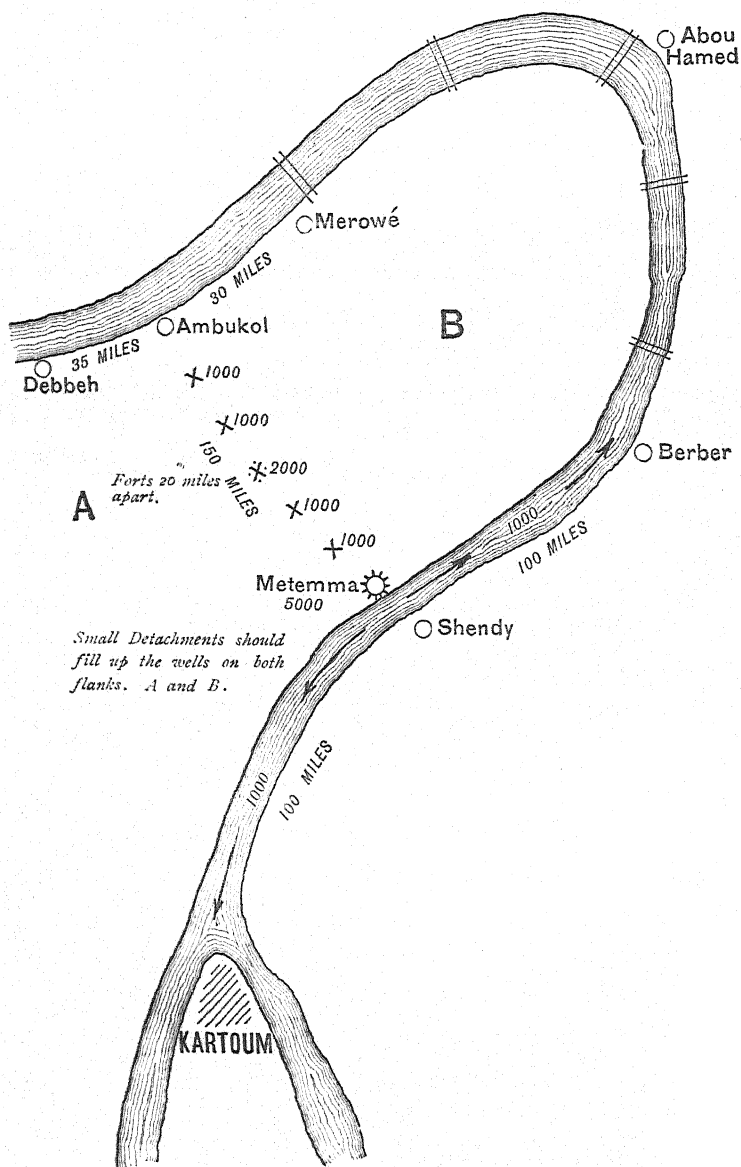 Abou
Hamed
Merowé
30 MILES
Ambukol
B
35 MILES
Debbeh
1000
1000
150 MILES
2000
Forts 20 miles
apart.
A
1000
1000
Berber
1000
100 MILES
Metemma
5000
Shendy
Small Detachments should
fill up the wells on both
flanks. A and B.
1000
100 MILES
KARTOUM